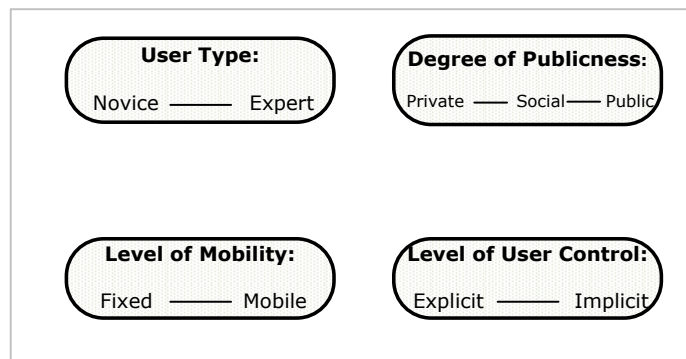 User Type:
Novice Expert
Degree of Publicness:
Private Social Public
Level of Mobility:
Fixed Mobile
Level of User Control:
Explicit Implicit